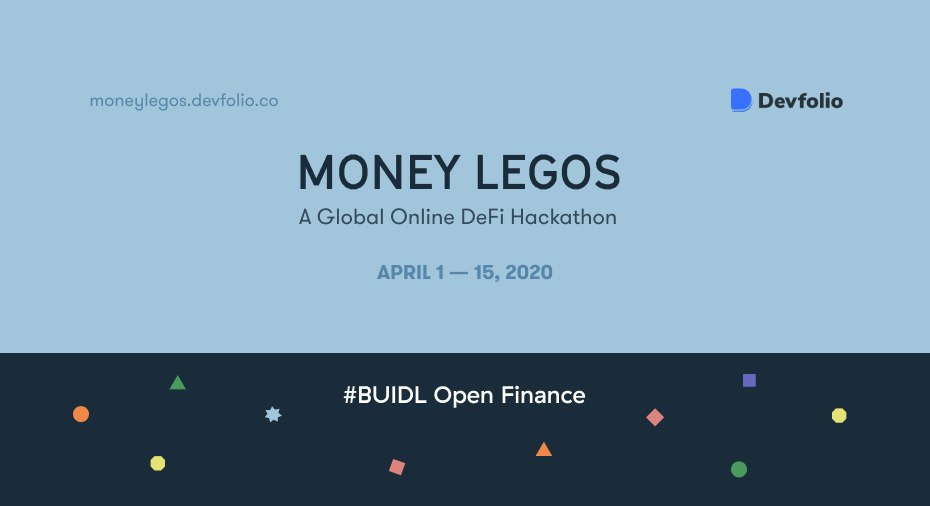 moneylegos.devfolio.co
Devfolio
MONEY LEGOS
A Global Online DeFi Hackathon
APRIL 1 — 15, 2020
#BUIDL Open Finance